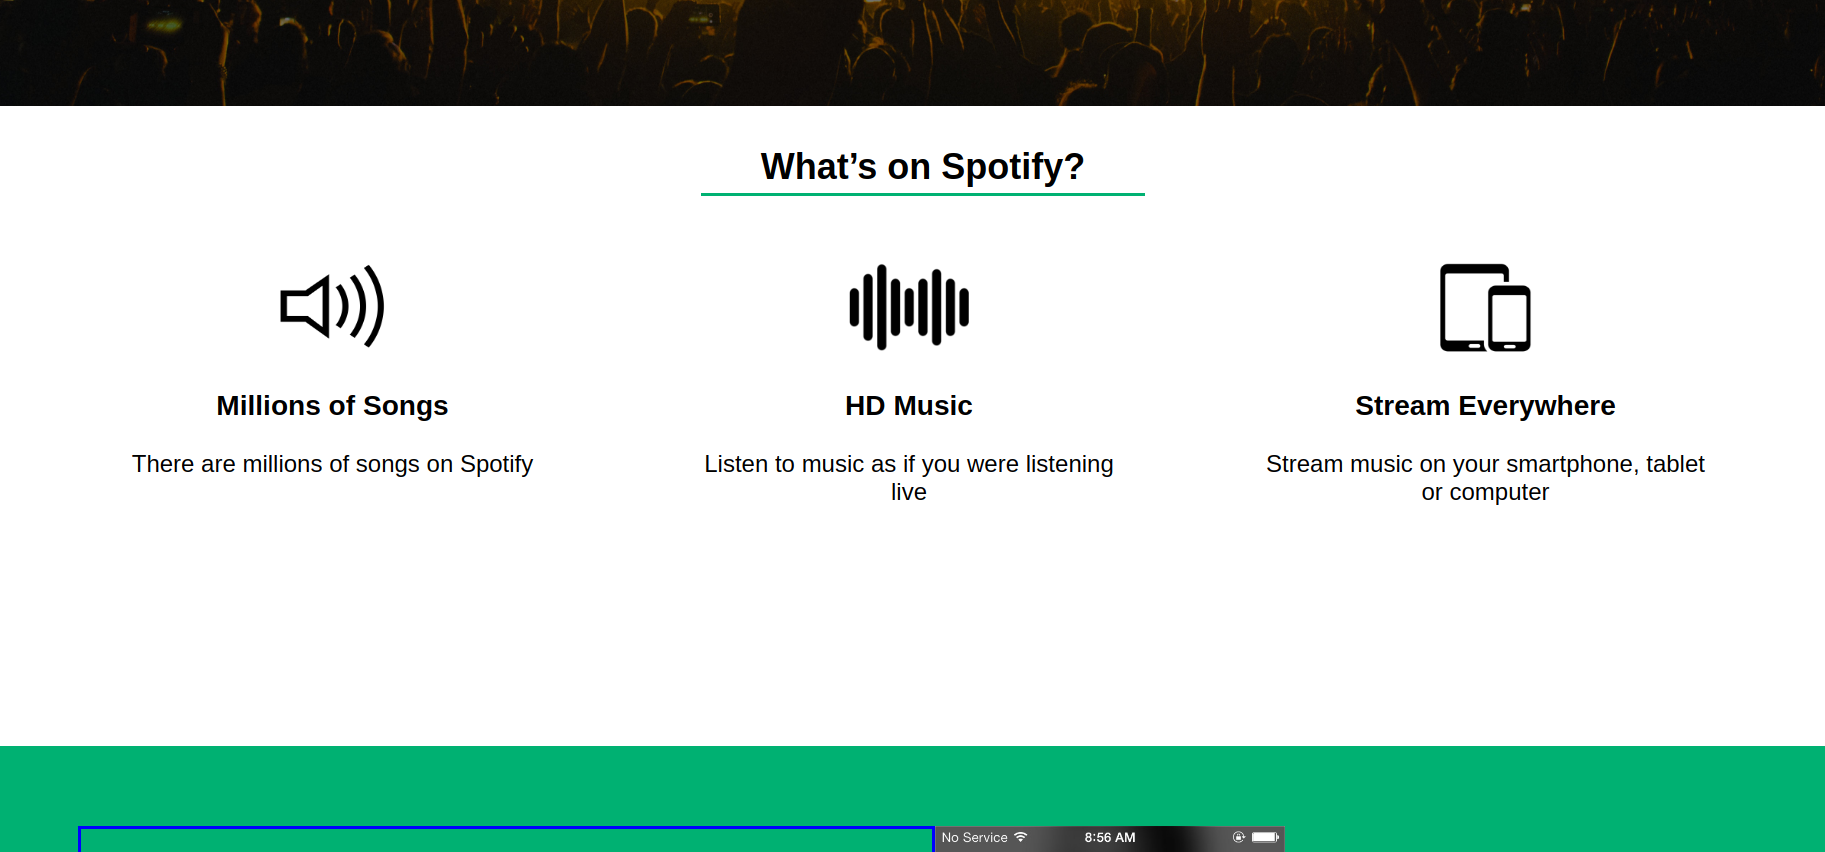 What’s on Spotify?
Millions of Songs
There are millions of songs on Spotify
HD Music
Listen to music as if you were listening
live
Stream Everywhere
Stream music on your smartphone, tablet
or computer
No Service 8:56 AM